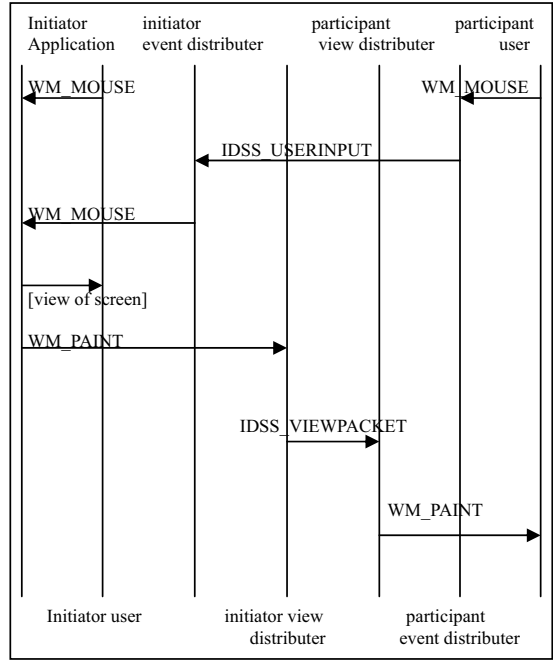 Initiator initiator participant participant
Application event distributer view distributer user
WM_MOUSE WM_MOUSE
IDSS_USERINPUT
WM_MOUSE
[view of screen]
WM_PAINT
IDSS_VIEWPACKET
WM_PAINT
Initiator user initiator view participant
distributer event distributer